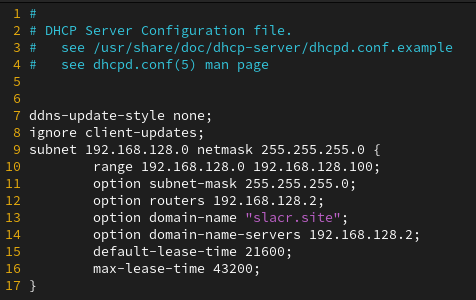 1 #
2 # DHCP Server Configuration file.
3 #   see /usr/share/doc/dhcp-server/dhcpd.conf.example
4 #   see dhcpd.conf(5) man page
5
6
7 ddns-update-style none;
8 ignore client-updates;
9 subnet 192.168.128.0 netmask 255.255.255.0 {
10         range 192.168.128.0 192.168.128.100;
11         option subnet-mask 255.255.255.0;
12         option routers 192.168.128.2;
13         option domain-name "slacr.site";
14         option domain-name-servers 192.168.128.2;
15         default-lease-time 21600;
16         max-lease-time 43200;
17 }